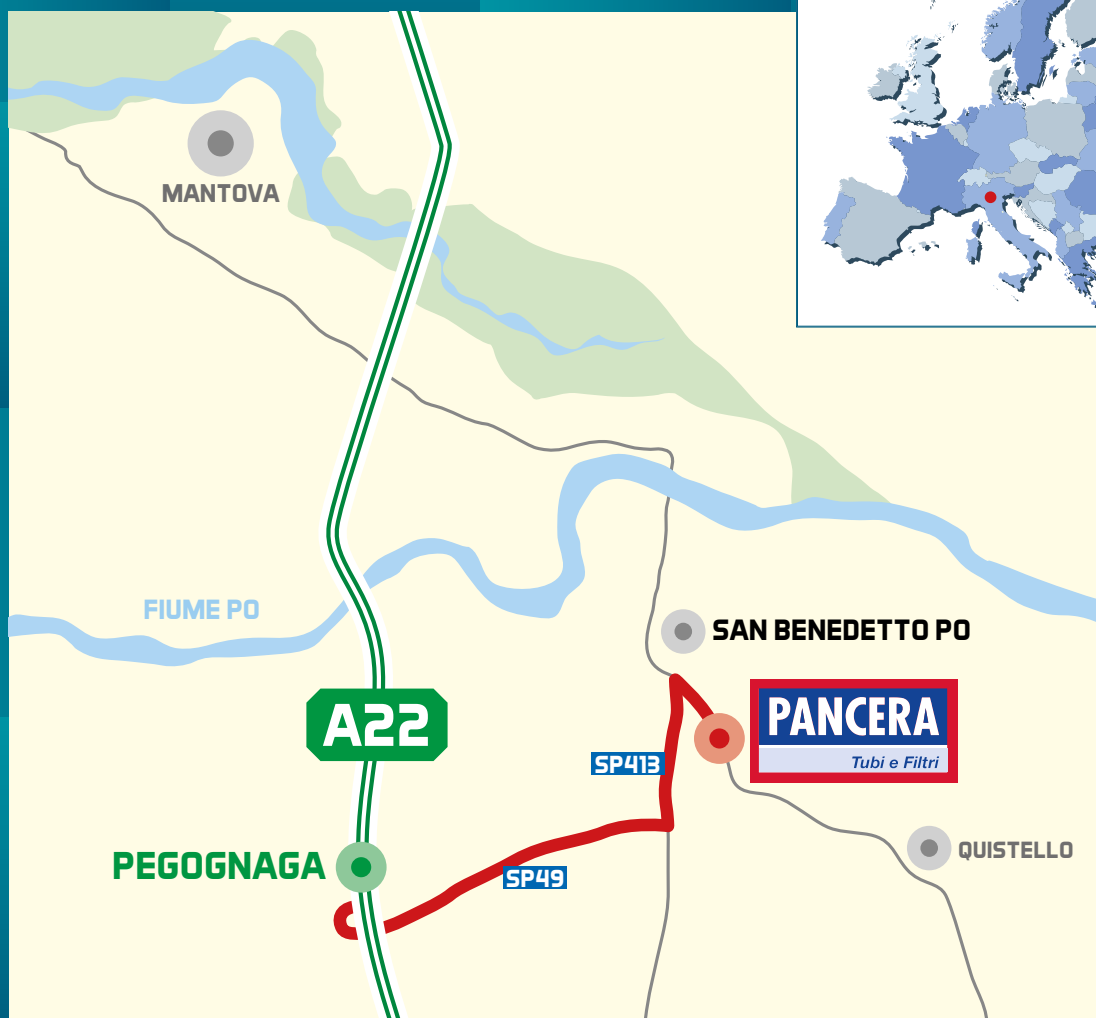 MANTOVA
FIUME PO
SAN BENEDETTO PO
A22
PANCERA
Tubi e Filtri
SP413
PEGOGNAGA
QUISTELLO
SP49